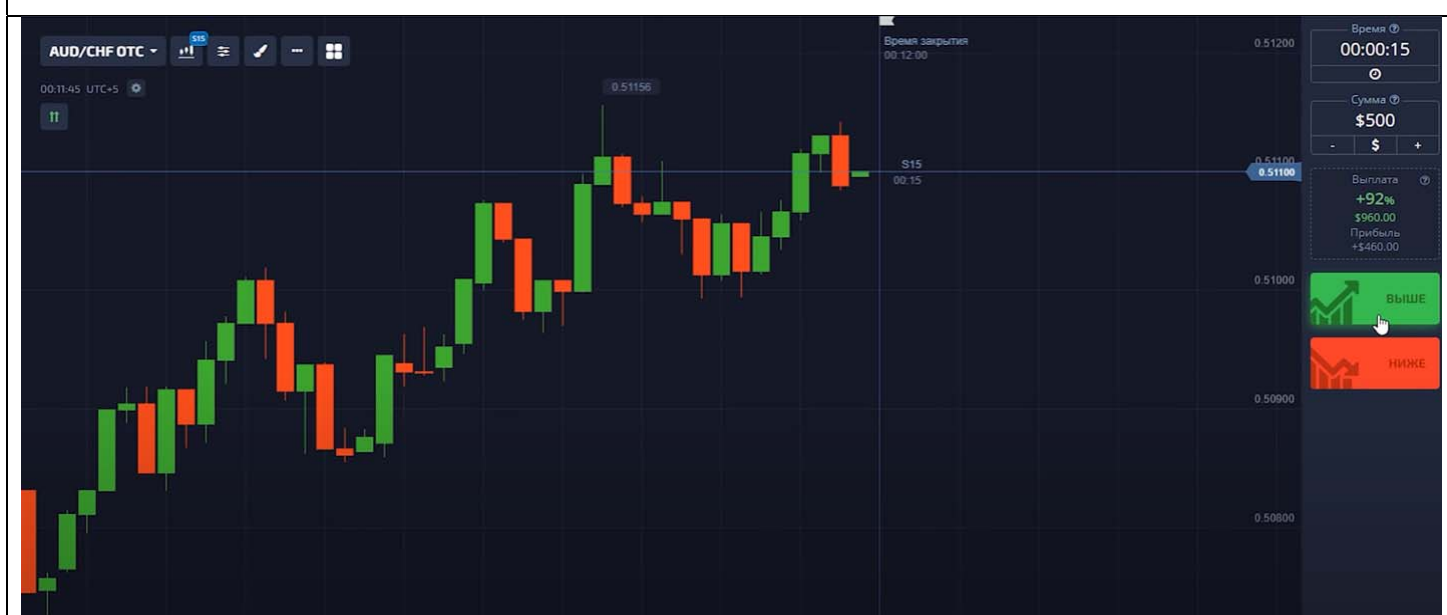 AUD/CHF OTC
S15
00:11:45 UTC+5
0.51156
Время закрытия
00:12:00
S15
00:15
0.51200
0.51100
0.51100
0.51000
0.50900
0.50800
Время
00:00:15
Сумма
$500
- $ +
Выплата
+92%
$960.00
Прибыль
+$460.00
ВЫШЕ
НИЖЕ